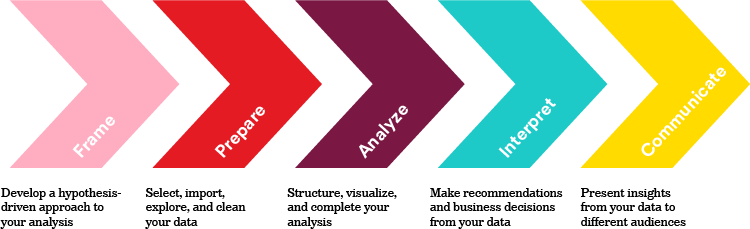 Frame
Prepare
Analyze
Interpret
Communicate
Develop a hypothesis-
driven approach to
your analysis
Select, import,
explore, and clean
your data
Structure, visualize,
and complete your
analysis
Make recommendations
and business decisions
from your data
Present insights
from your data to
different audiences